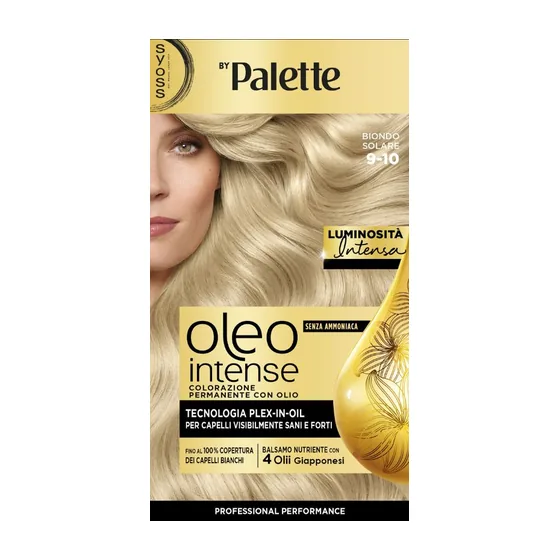 syoss
BY Palette
BIONDO
SOLARE
9-10
LUMINOSITÀ
Intensa
SENZA AMMONIACA
oleo
intense
COLORAZIONE
PERMANENTE CON OLIO
TECNOLOGIA PLEX-IN-OIL
PER CAPELLI VISIBILMENTE SANI E FORTI
FINO AL 100% COPERTURA
DEI CAPELLI BIANCHI
BALSAMO NUTRIENTE CON
4 Olii Giapponesi
PROFESSIONAL PERFORMANCE